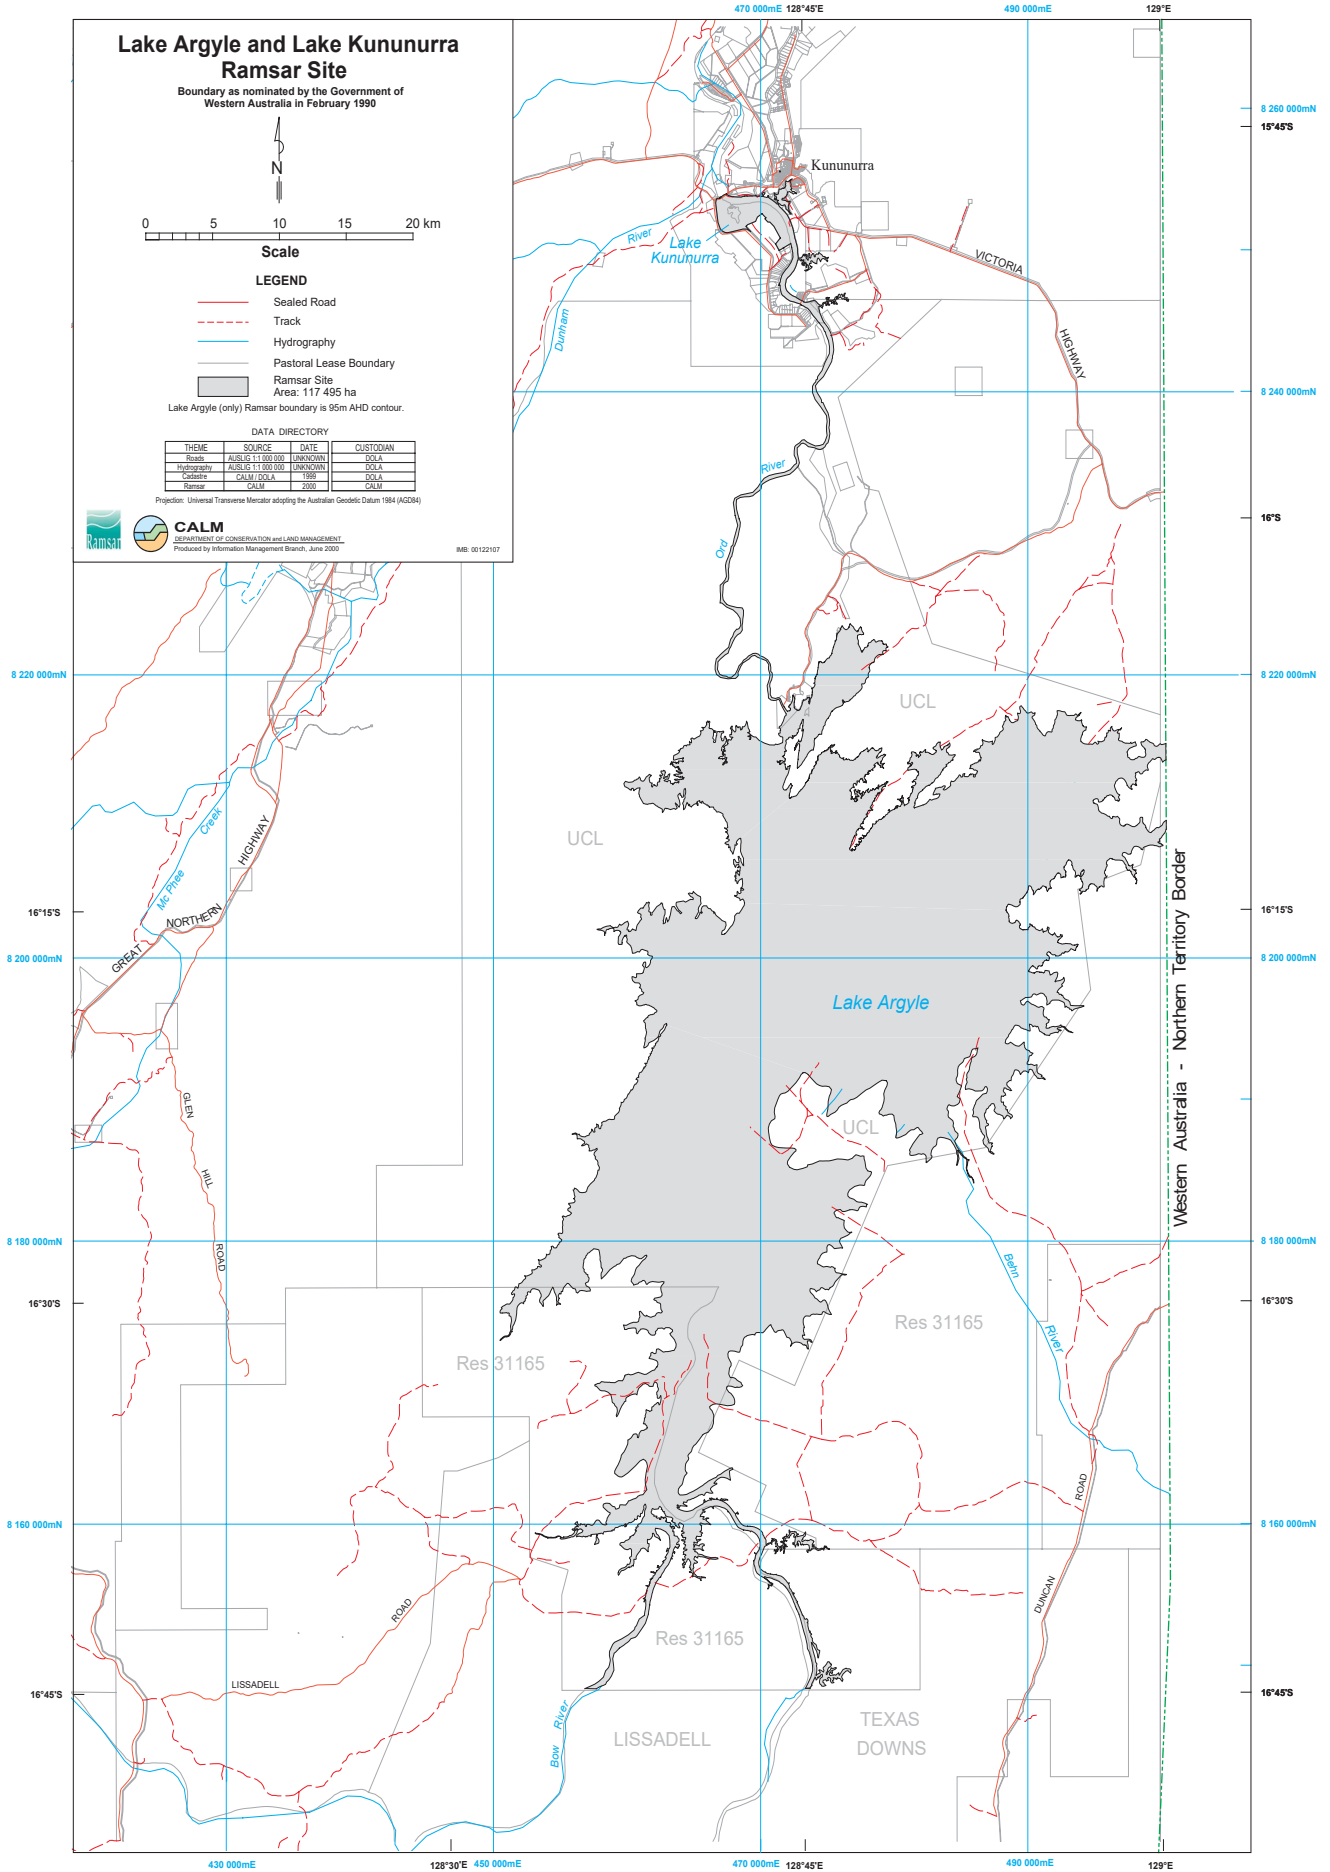 470 000mE 128°45'E 490 000mE 129°E
Lake Argyle and Lake Kununurra
Ramsar Site
Boundary as nominated by the Government of
Western Australia in February 1990
N
0 5 10 15 20 km
Scale
LEGEND
Sealed Road
Track
Hydrography
Pastoral Lease Boundary
Ramsar Site
Area: 117 495 ha
Lake Argyle (only) Ramsar boundary is 95m AHD contour.
DATA DIRECTORY
THEME SOURCE DATE CUSTODIAN
Roads AUSLIG 1:1 000 000 UNKNOWN DOLA
Hydrography AUSLIG 1:1 000 000 UNKNOWN DOLA
Cadastre CALM / DOLA 1999 DOLA
Ramsar CALM 2000 CALM
Projection: Universal Transverse Mercator adopting the Australian Geodetic Datum 1984 (AGD84)
Ramsar
CALM
DEPARTMENT OF CONSERVATION and LAND MANAGEMENT
Produced by Information Management Branch, June 2000
IMB: 00122107
8 260 000mN
15°45'S
Kununurra
River
Lake
Kununurra
VICTORIA
Dunham
HIGHWAY
8 240 000mN
River
16°S
Ord
8 220 000mN
8 220 000mN
UCL
UCL
Creek
HIGHWAY
Mc Phee
NORTHERN
GREAT
16°15'S
16°15'S
8 200 000mN
8 200 000mN
Lake Argyle
Western Australia - Northern Territory Border
GLEN
HILL
ROAD
UCL
8 180 000mN
8 180 000mN
Behn
River
16°30'S
16°30'S
Res 31165
Res 31165
ROAD
8 160 000mN
8 160 000mN
DUNCAN
ROAD
Res 31165
LISSADELL
16°45'S
16°45'S
River
Bow
LISSADELL
TEXAS
DOWNS
430 000mE 128°30'E 450 000mE 470 000mE 128°45'E 490 000mE 129°E